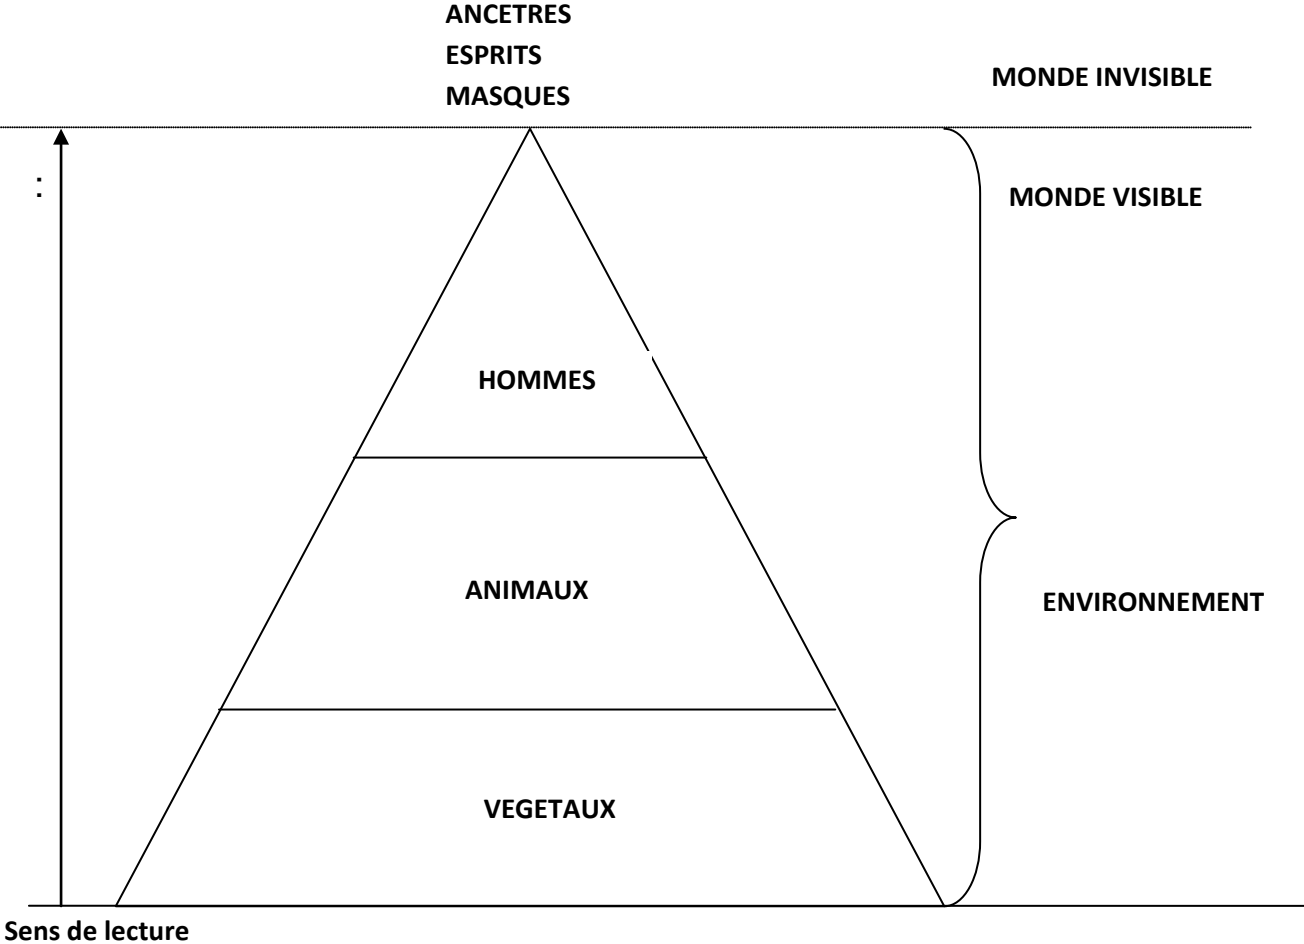 ANCETRES
ESPRITS
MASQUES
MONDE INVISIBLE
:
MONDE VISIBLE
HOMMES
ANIMAUX
ENVIRONNEMENT
VEGETAUX
Sens de lecture